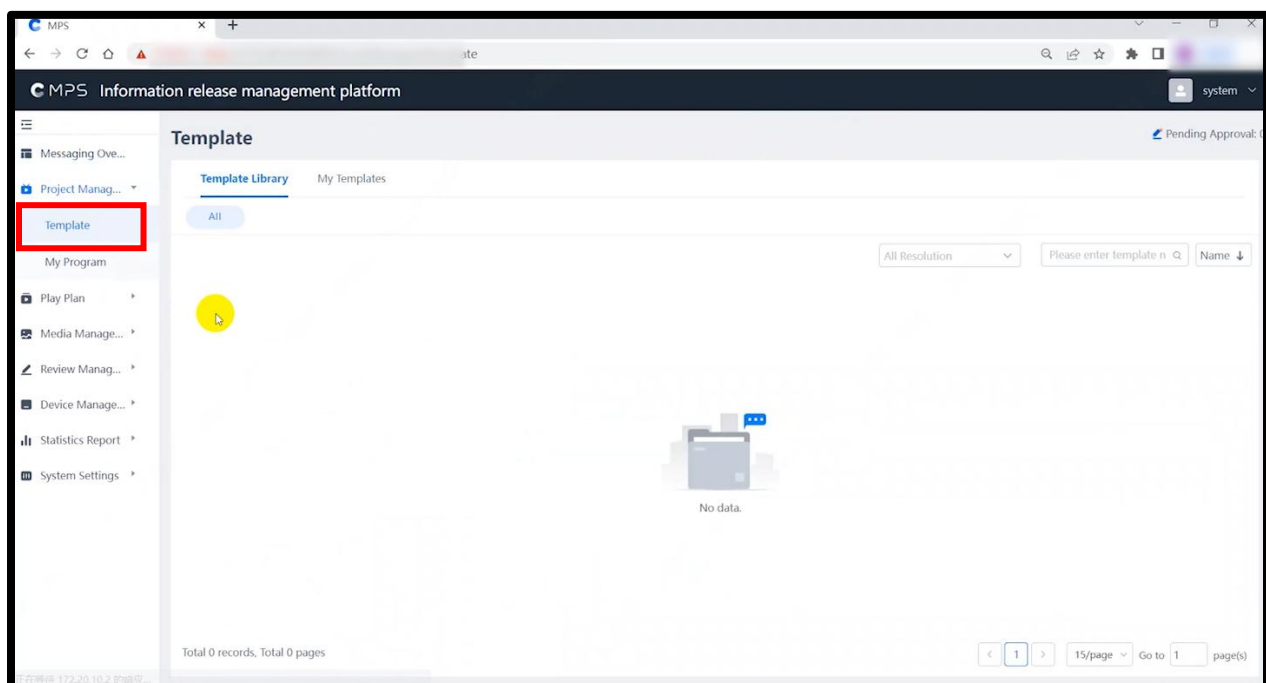 MPS
ate
MPS Information release management platform
system
Template
Pending Approval:
Messaging Ove...
Project Manag...
Template
My Program
Play Plan
Media Manage...
Review Manag...
Device Manage...
Statistics Report
System Settings
Template Library My Templates
All
All Resolution Please enter template n Name ↓
No data.
Total 0 records, Total 0 pages
1 15/page Go to 1 page(s)